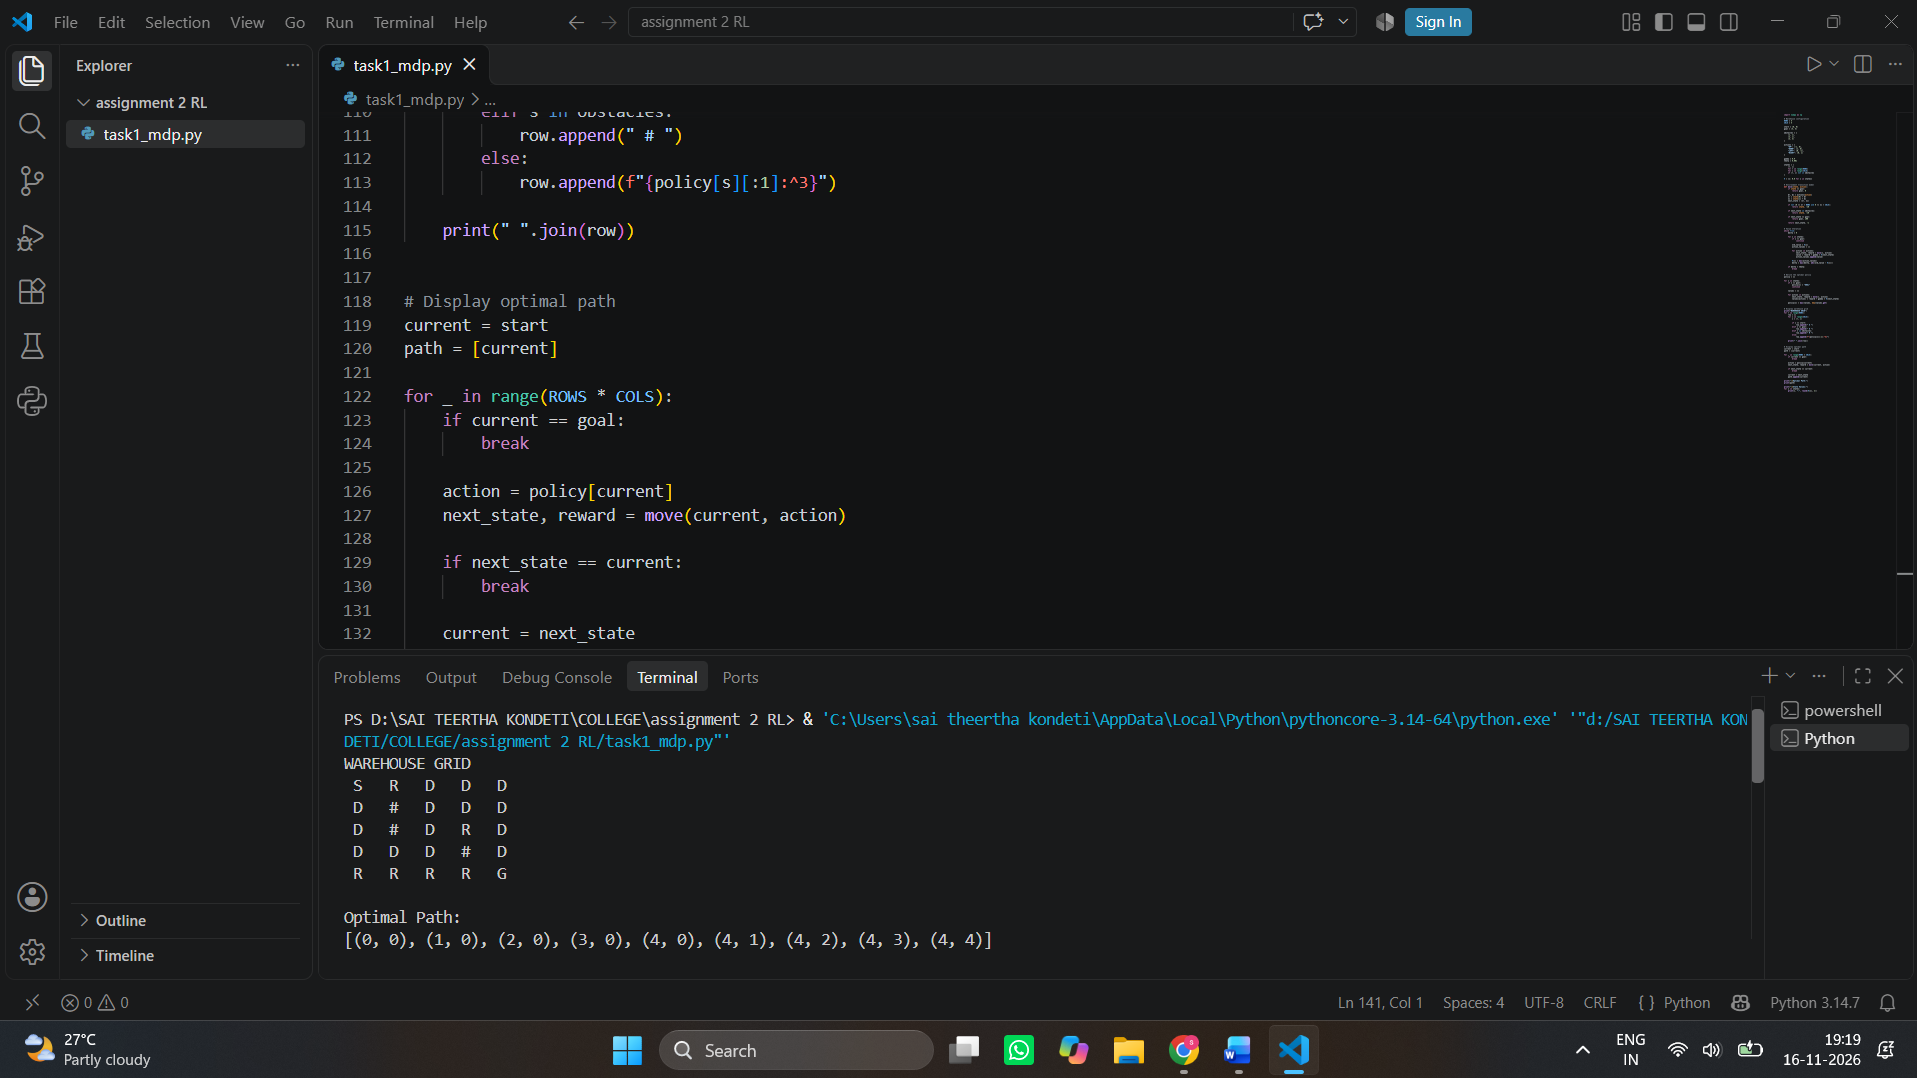 File Edit Selection View Go Run Terminal Help
assignment 2 RL
Sign In
Explorer
assignment 2 RL
task1_mdp.py
Outline
Timeline
task1_mdp.py
task1_mdp.py > ...
110 elif s in obstacles:
111 row.append(" # ")
112 else:
113 row.append(f"{policy[s][:1]:^3}")
114
115 print(" ".join(row))
116
117
118 # Display optimal path
119 current = start
120 path = [current]
121
122 for _ in range(ROWS * COLS):
123 if current == goal:
124 break
125
126 action = policy[current]
127 next_state, reward = move(current, action)
128
129 if next_state == current:
130 break
131
132 current = next_state
Problems Output Debug Console Terminal Ports
PS D:\SAI TEERTHA KONDETI\COLLEGE\assignment 2 RL> & 'C:\Users\sai theertha kondeti\AppData\Local\Python\pythoncore-3.14-64\python.exe' '"d:/SAI TEERTHA KON
DETI/COLLEGE/assignment 2 RL/task1_mdp.py"'
WAREHOUSE GRID
S R D D D
D # D D D
D # D R D
D D D # D
R R R R G
Optimal Path:
[(0, 0), (1, 0), (2, 0), (3, 0), (4, 0), (4, 1), (4, 2), (4, 3), (4, 4)]
powershell
Python
0 0
Ln 141, Col 1 Spaces: 4 UTF-8 CRLF { } Python Python 3.14.7
27°C
Partly cloudy
Search
8
W
ENG
IN
19:19
16-11-2026